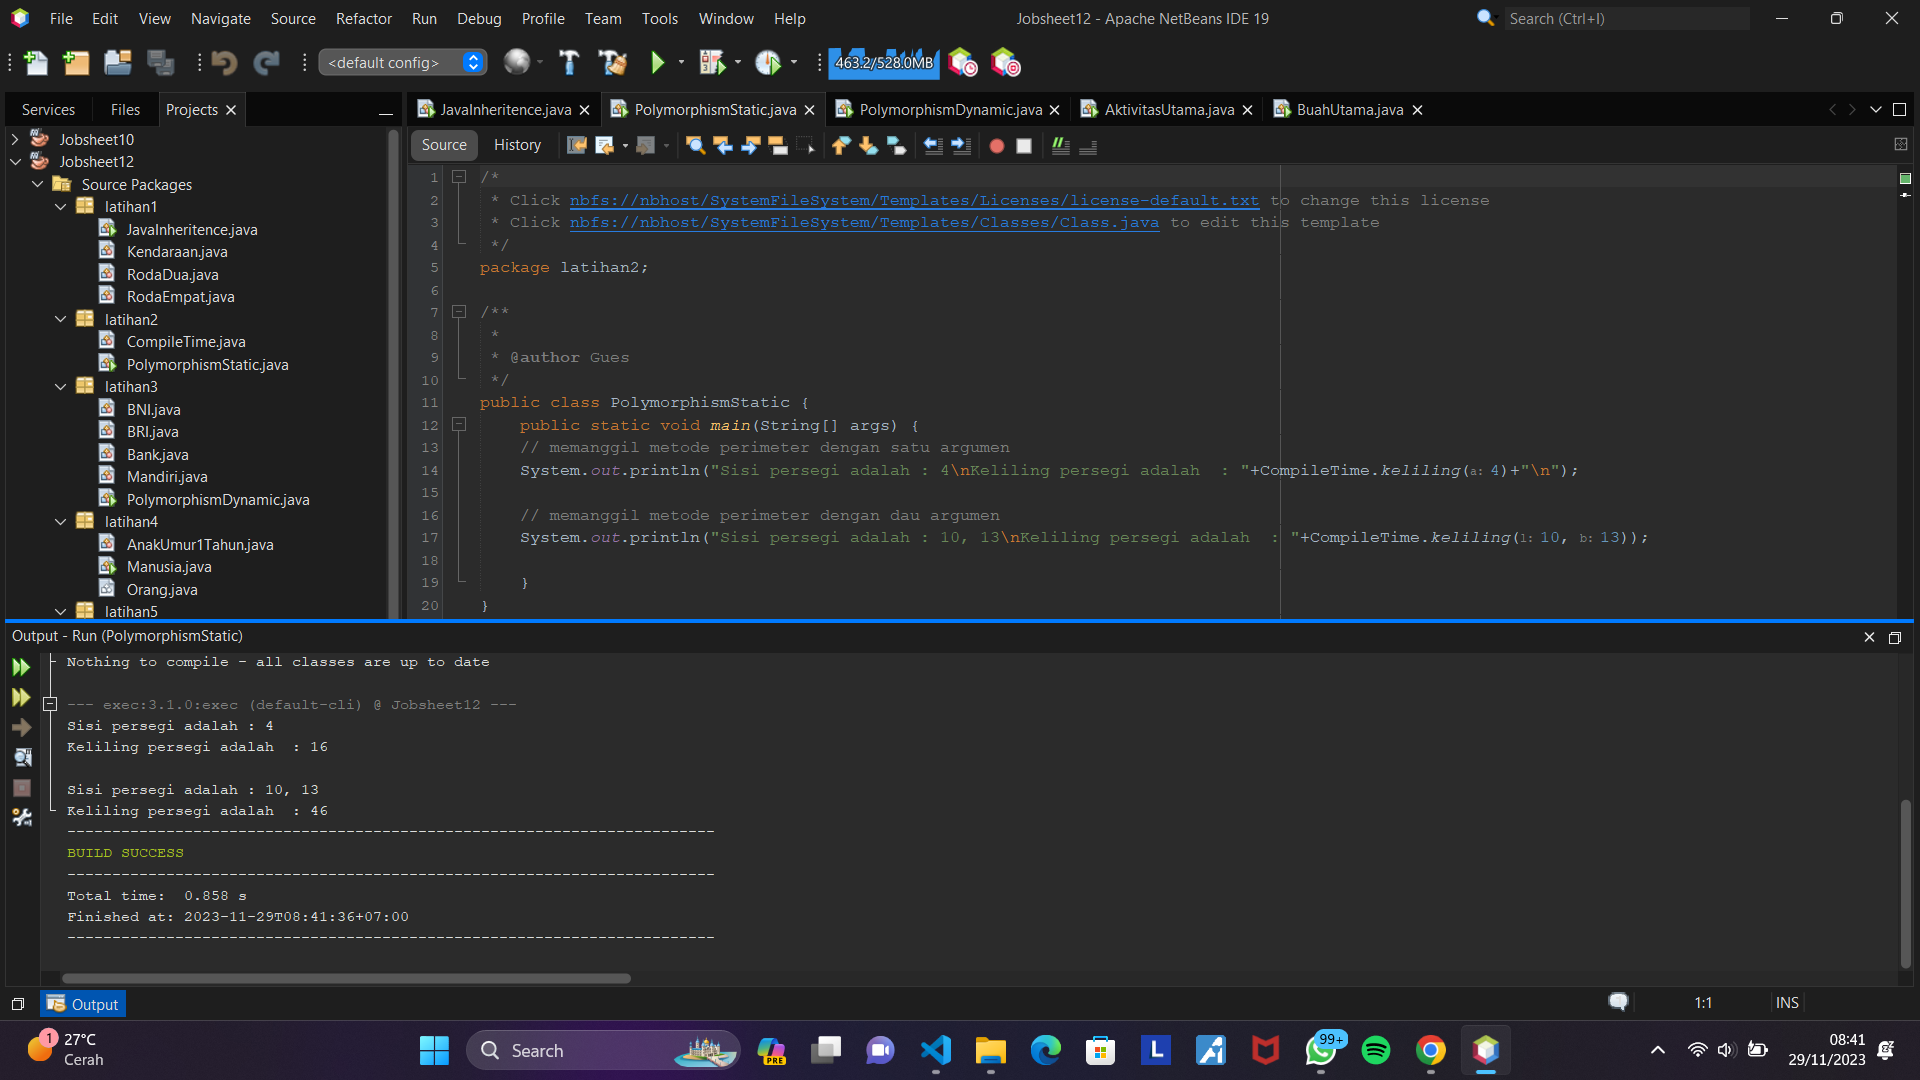 File Edit View Navigate Source Refactor Run Debug Profile Team Tools Window Help
Jobsheet12 - Apache NetBeans IDE 19
Search (Ctrl+I)
<default config>
463.2/528.0MB
Services Files Projects
JavaInheritence.java PolymorphismStatic.java PolymorphismDynamic.java AktivitasUtama.java BuahUtama.java
Source History
Jobsheet10
Jobsheet12
Source Packages
latihan1
JavaInheritence.java
Kendaraan.java
RodaDua.java
RodaEmpat.java
latihan2
CompileTime.java
PolymorphismStatic.java
latihan3
BNI.java
BRI.java
Bank.java
Mandiri.java
PolymorphismDynamic.java
latihan4
AnakUmur1Tahun.java
Manusia.java
Orang.java
latihan5
1 /*
2 * Click nbfs://nbhost/SystemFileSystem/Templates/Licenses/license-default.txt to change this license
3 * Click nbfs://nbhost/SystemFileSystem/Templates/Classes/Class.java to edit this template
4 */
5 package latihan2;
6
7 /**
8 *
9 * @author Gues
10 */
11 public class PolymorphismStatic {
12 public static void main(String[] args) {
13 // memanggil metode perimeter dengan satu argumen
14 System.out.println("Sisi persegi adalah : 4\nKeliling persegi adalah  : "+CompileTime.keliling(a: 4)+"\n");
15
16 // memanggil metode perimeter dengan dau argumen
17 System.out.println("Sisi persegi adalah : 10, 13\nKeliling persegi adalah  : "+CompileTime.keliling(l: 10, b: 13));
18
19 }
20 }
Output - Run (PolymorphismStatic)
Nothing to compile - all classes are up to date
--- exec:3.1.0:exec (default-cli) @ Jobsheet12 ---
Sisi persegi adalah : 4
Keliling persegi adalah  : 16
Sisi persegi adalah : 10, 13
Keliling persegi adalah  : 46
------------------------------------------------------------------------
BUILD SUCCESS
------------------------------------------------------------------------
Total time:  0.858 s
Finished at: 2023-11-29T08:41:36+07:00
------------------------------------------------------------------------
Output
1:1 INS
1
27°C
Cerah
Search
PRE
L
99+
08:41
29/11/2023